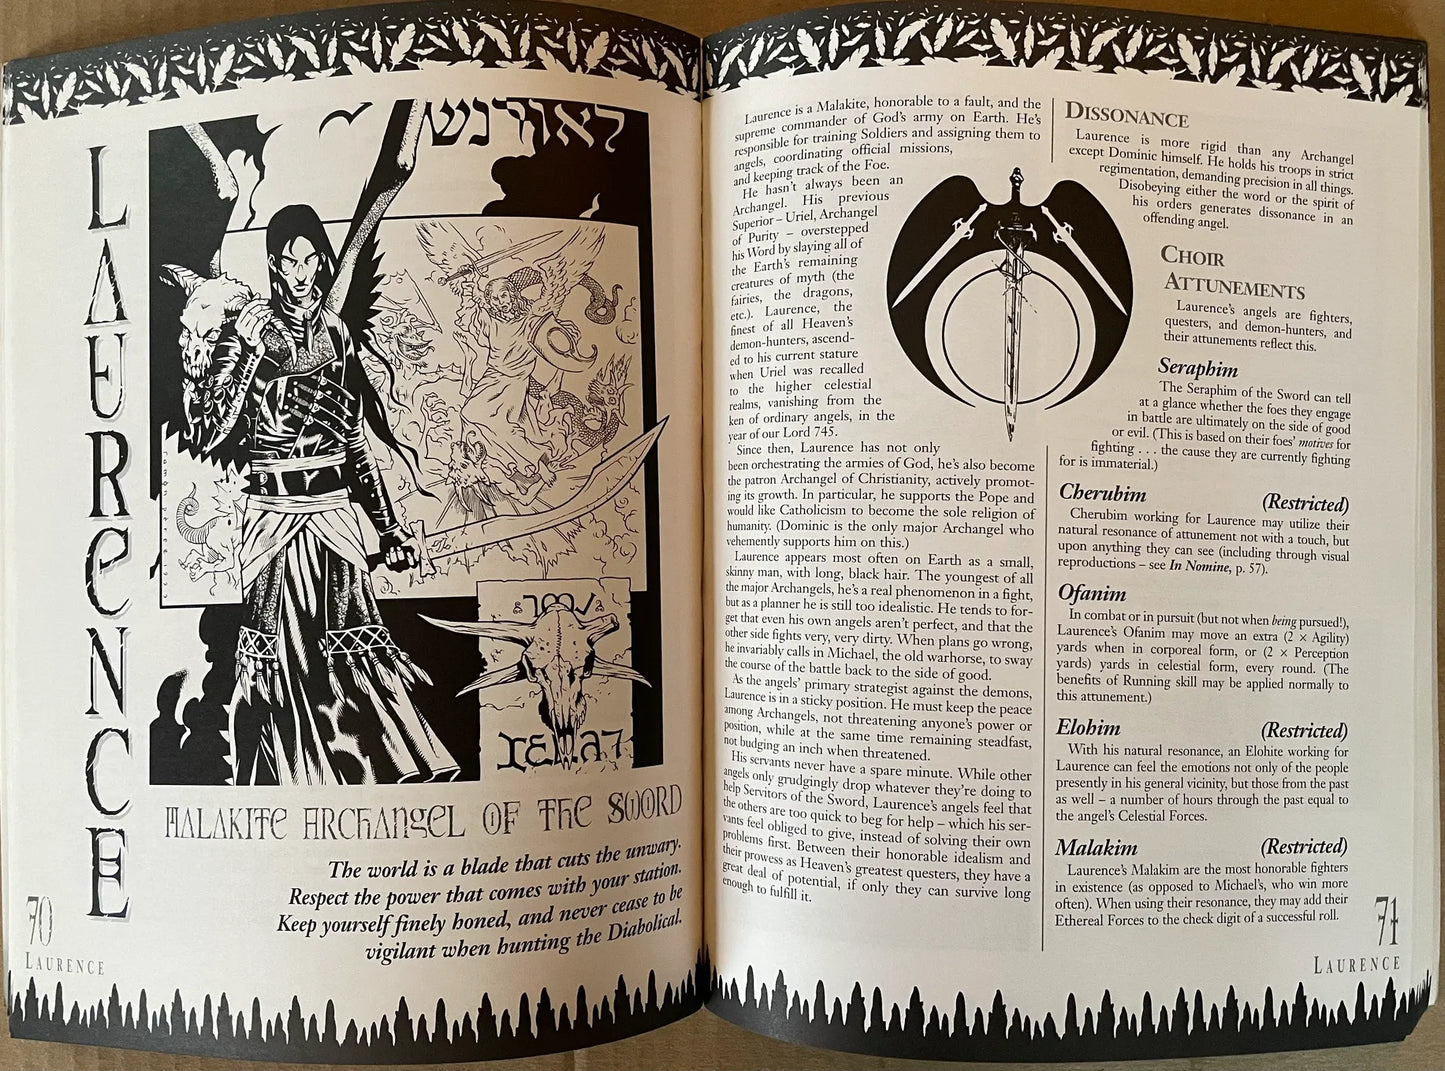 LAURENCE
לאורנש
MALAKITE ARCHANGEL OF THE SWORD
The world is a blade that cuts the unwary.
Respect the power that comes with your station.
Keep yourself finely honed, and never cease to be
vigilant when hunting the Diabolical.
70
LAURENCE
Laurence is a Malakite, honorable to a fault, and the
supreme commander of God's army on Earth. He's
responsible for training Soldiers and assigning them to
angels, coordinating official missions,
and keeping track of the Foe.
He hasn't always been an
Archangel. His previous
Superior – Uriel, Archangel
of Purity – overstepped
his Word by slaying all of
the Earth's remaining
creatures of myth (the
fairies, the dragons,
etc.). Laurence, the
finest of all Heaven's
demon-hunters, ascend-
ed to his current stature
when Uriel was recalled
to the higher celestial
realms, vanishing from the
ken of ordinary angels, in the
year of our Lord 745.
Since then, Laurence has not only
been orchestrating the armies of God, he's also become
the patron Archangel of Christianity, actively promot-
ing its growth. In particular, he supports the Pope and
would like Catholicism to become the sole religion of
humanity. (Dominic is the only major Archangel who
vehemently supports him on this.)
Laurence appears most often on Earth as a small,
skinny man, with long, black hair. The youngest of all
the major Archangels, he's a real phenomenon in a fight,
but as a planner he is still too idealistic. He tends to for-
get that even his own angels aren't perfect, and that the
other side fights very, very dirty. When plans go wrong,
he invariably calls in Michael, the old warhorse, to sway
the course of the battle back to the side of good.
As the angels' primary strategist against the demons,
Laurence is in a sticky position. He must keep the peace
among Archangels, not threatening anyone's power or
position, while at the same time remaining steadfast,
not budging an inch when threatened.
His servants never have a spare minute. While other
angels only grudgingly drop whatever they're doing to
help Servitors of the Sword, Laurence's angels feel that
the others are too quick to beg for help – which his ser-
vants feel obliged to give, instead of solving their own
problems first. Between their honorable idealism and
their prowess as Heaven's greatest questers, they have a
great deal of potential, if only they can survive long
enough to fulfill it.
DISSONANCE
Laurence is more rigid than any Archangel
except Dominic himself. He holds his troops in strict
regimentation, demanding precision in all things.
Disobeying either the word or the spirit of
his orders generates dissonance in an
offending angel.
CHOIR
ATTUNEMENTS
Laurence's angels are fighters,
questers, and demon-hunters, and
their attunements reflect this.
Seraphim
The Seraphim of the Sword can tell
at a glance whether the foes they engage
in battle are ultimately on the side of good
or evil. (This is based on their foes' motives for
fighting . . . the cause they are currently fighting
for is immaterial.)
Cherubim (Restricted)
Cherubim working for Laurence may utilize their
natural resonance of attunement not with a touch, but
upon anything they can see (including through visual
reproductions – see In Nomine, p. 57).
Ofanim
In combat or in pursuit (but not when being pursued!),
Laurence's Ofanim may move an extra (2 × Agility)
yards when in corporeal form, or (2 × Perception
yards) yards in celestial form, every round. (The
benefits of Running skill may be applied normally to
this attunement.)
Elohim (Restricted)
With his natural resonance, an Elohite working for
Laurence can feel the emotions not only of the people
presently in his general vicinity, but those from the past
as well – a number of hours through the past equal to
the angel's Celestial Forces.
Malakim (Restricted)
Laurence's Malakim are the most honorable fighters
in existence (as opposed to Michael's, who win more
often). When using their resonance, they may add their
Ethereal Forces to the check digit of a successful roll.
71
LAURENCE